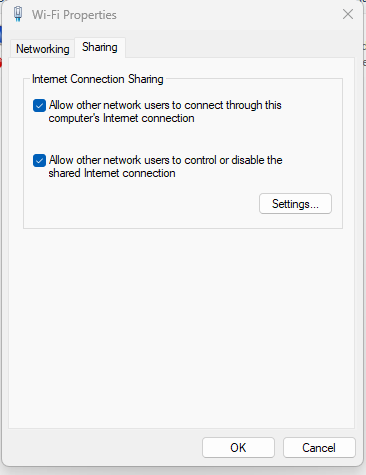 Wi-Fi Properties
Networking
Sharing
Internet Connection Sharing
Allow other network users to connect through this
computer's Internet connection
Allow other network users to control or disable the
shared Internet connection
Settings...
OK
Cancel